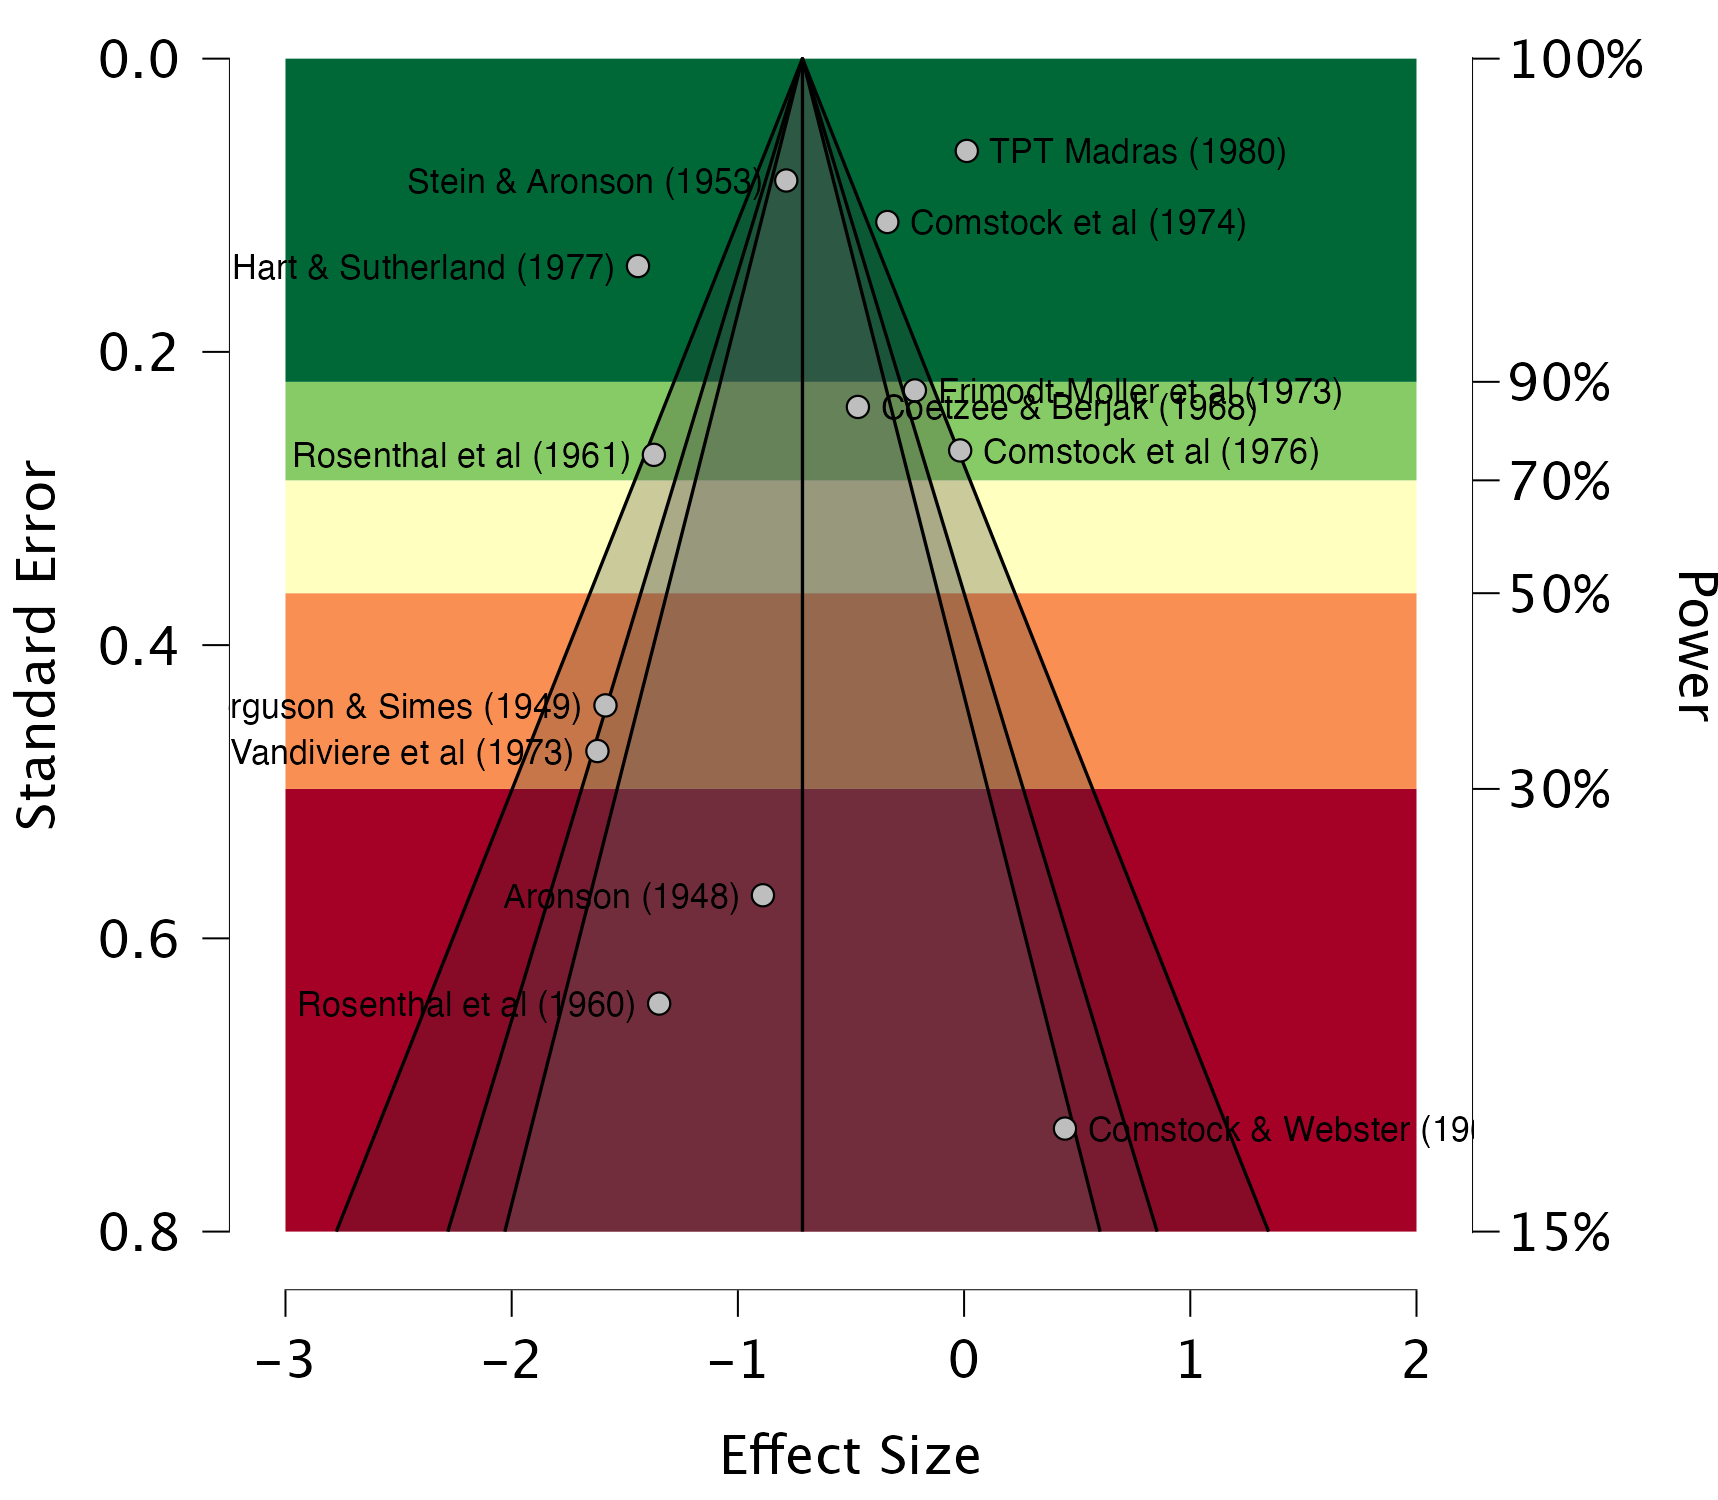 0.0
100%
TPT Madras (1980)
Stein & Aronson (1953)
Comstock et al (1974)
Hart & Sutherland (1977)
0.2
90%
Frimodt-Moller et al (1973)
Coetzee & Berjak (1968)
Comstock et al (1976)
Rosenthal et al (1961)
70%
Standard Error
50%
Power
0.4
rguson & Simes (1949)
Vandiviere et al (1973)
30%
Aronson (1948)
0.6
Rosenthal et al (1960)
Comstock & Webster (19
0.8
15%
−3 −2 −1 0 1 2
Effect Size